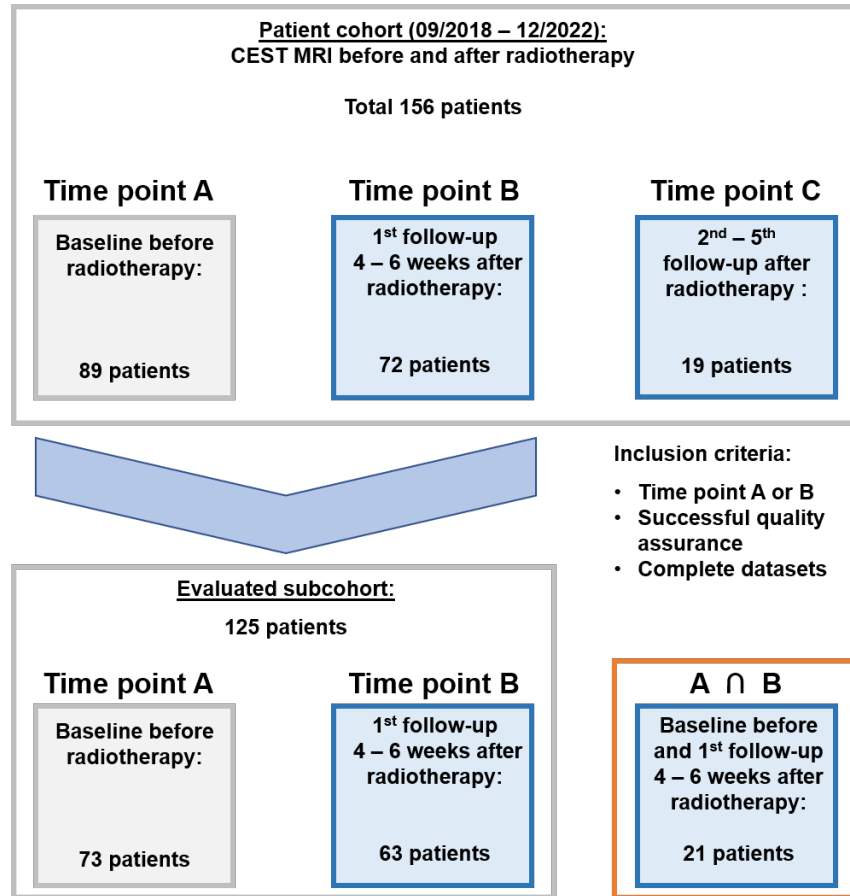 Patient cohort (09/2018 – 12/2022):
CEST MRI before and after radiotherapy
Total 156 patients
Time point A
Baseline before
radiotherapy:
89 patients
Time point B
1st follow-up
4 – 6 weeks after
radiotherapy:
72 patients
Time point C
2nd – 5th
follow-up after
radiotherapy :
19 patients
Inclusion criteria:
• Time point A or B
• Successful quality
assurance
• Complete datasets
Evaluated subcohort:
125 patients
Time point A
Baseline before
radiotherapy:
73 patients
Time point B
1st follow-up
4 – 6 weeks after
radiotherapy:
63 patients
A ∩ B
Baseline before
and 1st follow-up
4 – 6 weeks after
radiotherapy:
21 patients